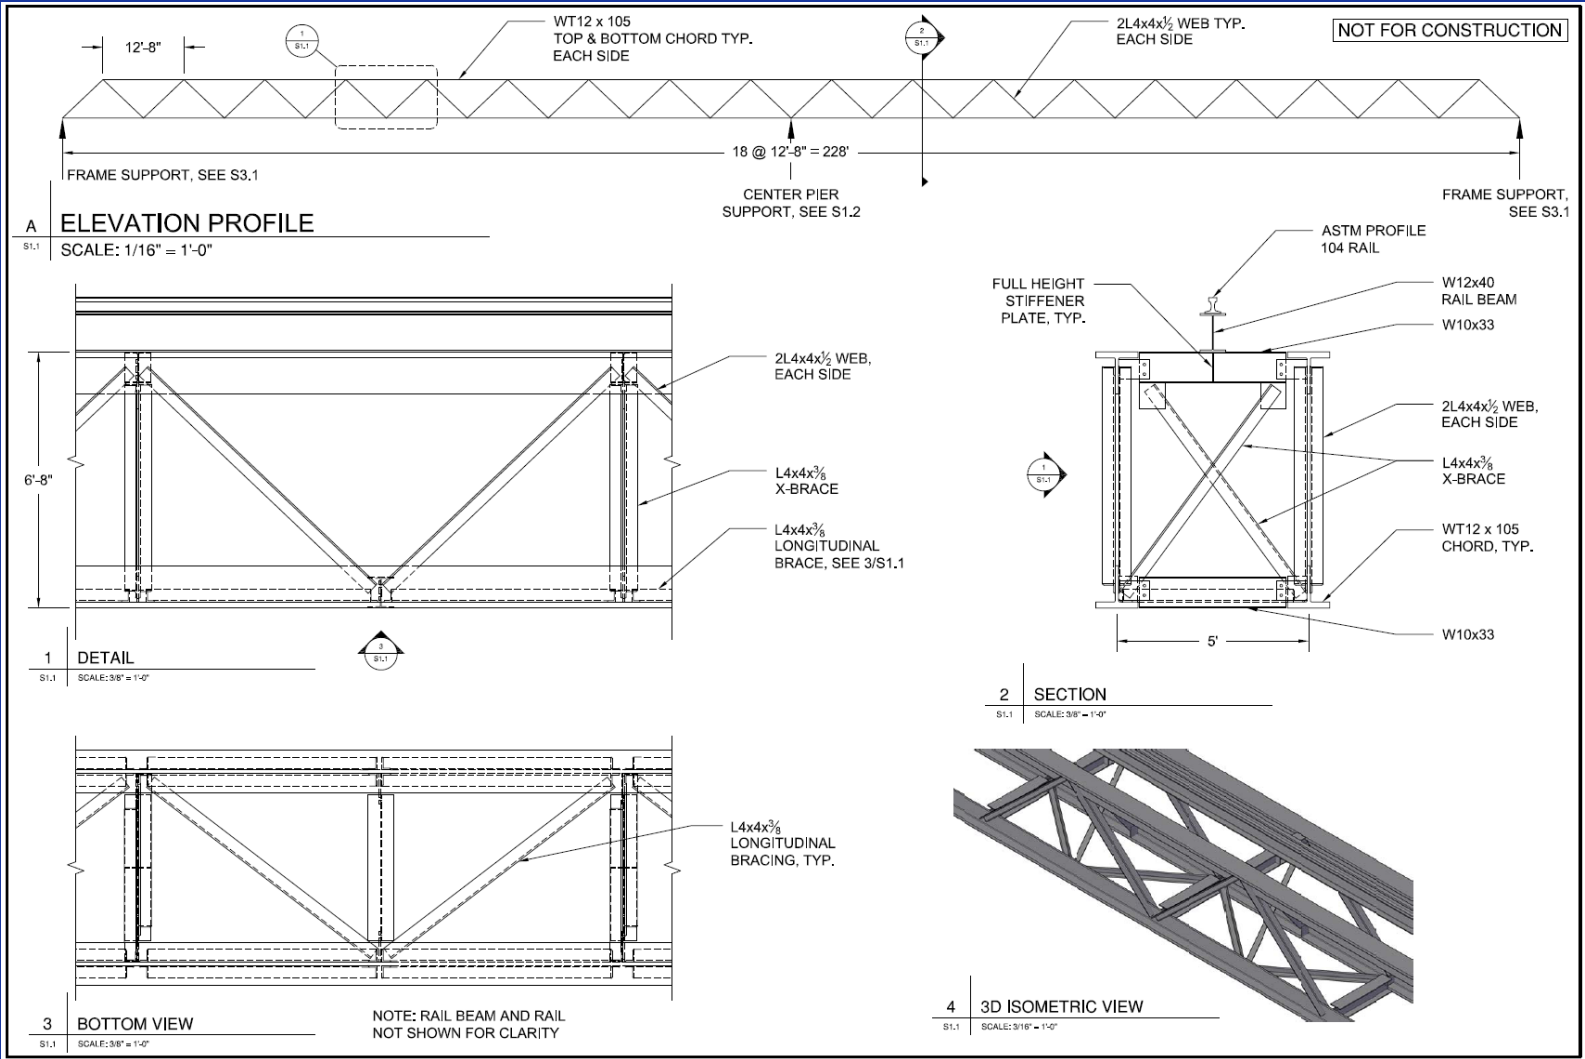 WT12 x 105
TOP & BOTTOM CHORD TYP.
EACH SIDE
2L4x4x½ WEB TYP.
EACH SIDE
NOT FOR CONSTRUCTION
12'-8"
1
S1.1
2
S1.1
18 @ 12'-8" = 228'
FRAME SUPPORT, SEE S3.1
CENTER PIER
SUPPORT, SEE S1.2
FRAME SUPPORT,
SEE S3.1
A
S1.1
ELEVATION PROFILE
SCALE: 1/16" = 1'-0"
2L4x4x½ WEB,
EACH SIDE
6'-8"
L4x4x⅜
X-BRACE
L4x4x⅜
LONGITUDINAL
BRACE, SEE 3/S1.1
3
S1.1
1
S1.1
DETAIL
SCALE: 3/8" = 1'-0"
ASTM PROFILE
104 RAIL
FULL HEIGHT
STIFFENER
PLATE, TYP.
W12x40
RAIL BEAM
W10x33
2L4x4x½ WEB,
EACH SIDE
1
S1.1
L4x4x⅜
X-BRACE
WT12 x 105
CHORD, TYP.
W10x33
5'
2
S1.1
SECTION
SCALE: 3/8" = 1'-0"
L4x4x⅜
LONGITUDINAL
BRACING, TYP.
3
S1.1
BOTTOM VIEW
SCALE: 3/8" = 1'-0"
NOTE: RAIL BEAM AND RAIL
NOT SHOWN FOR CLARITY
4
S1.1
3D ISOMETRIC VIEW
SCALE: 3/16" = 1'-0"